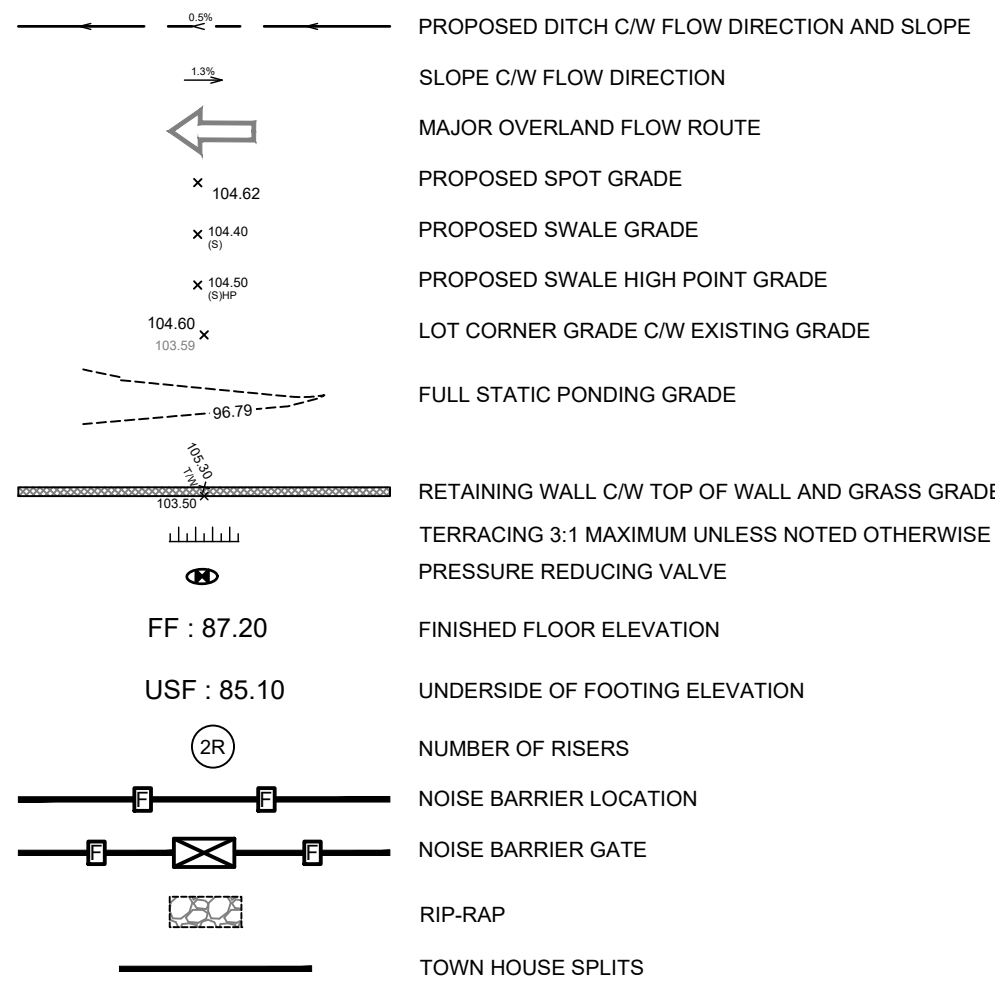 0.5%
PROPOSED DITCH C/W FLOW DIRECTION AND SLOPE
1.3%
SLOPE C/W FLOW DIRECTION
MAJOR OVERLAND FLOW ROUTE
104.62
PROPOSED SPOT GRADE
104.40
(S)
PROPOSED SWALE GRADE
104.50
(S)HP
PROPOSED SWALE HIGH POINT GRADE
104.60
103.59
LOT CORNER GRADE C/W EXISTING GRADE
96.79
FULL STATIC PONDING GRADE
105.30
T/W
103.50
RETAINING WALL C/W TOP OF WALL AND GRASS GRADE
TERRACING 3:1 MAXIMUM UNLESS NOTED OTHERWISE
PRESSURE REDUCING VALVE
FF : 87.20
FINISHED FLOOR ELEVATION
USF : 85.10
UNDERSIDE OF FOOTING ELEVATION
2R
NUMBER OF RISERS
F F
NOISE BARRIER LOCATION
F F
NOISE BARRIER GATE
RIP-RAP
TOWN HOUSE SPLITS